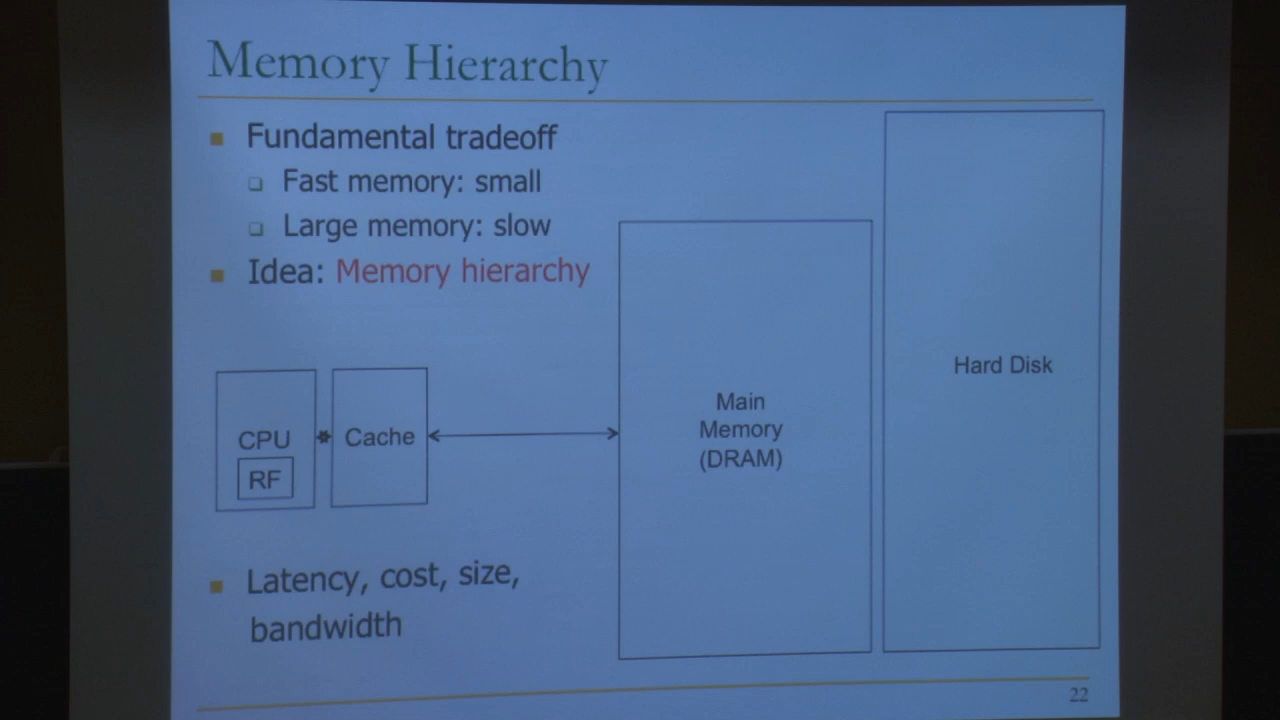 Memory Hierarchy
Fundamental tradeoff
Fast memory: small
Large memory: slow
Idea: Memory hierarchy
CPU
RF
Cache
Main
Memory
(DRAM)
Hard Disk
Latency, cost, size,
bandwidth
22